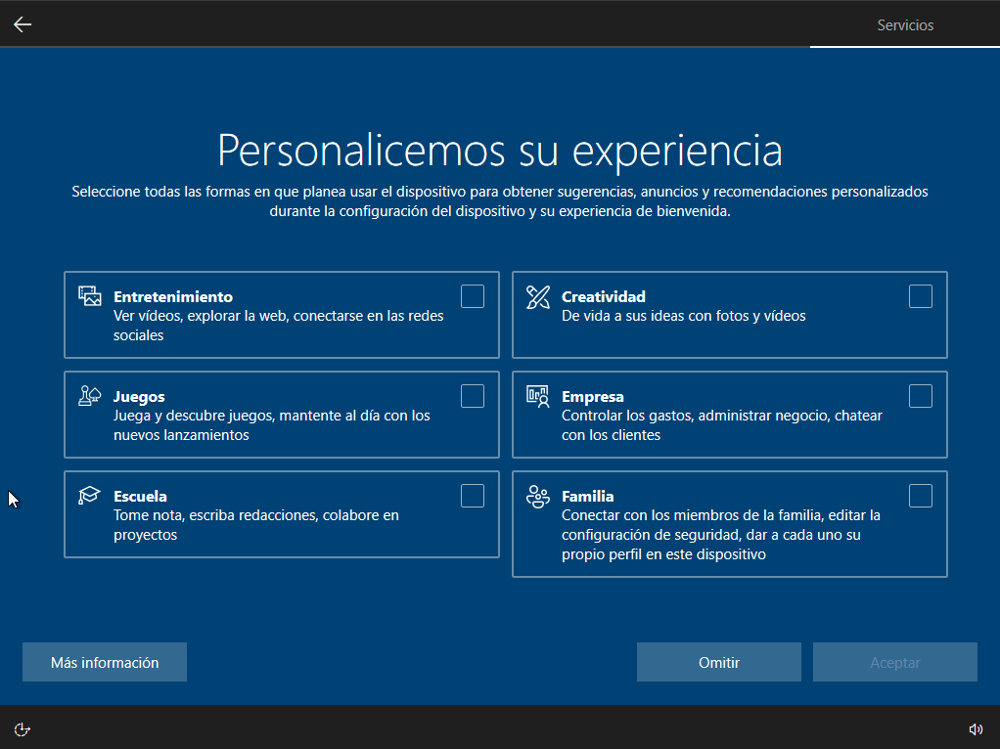 Servicios
Personalicemos su experiencia
Seleccione todas las formas en que planea usar el dispositivo para obtener sugerencias, anuncios y recomendaciones personalizados
durante la configuración del dispositivo y su experiencia de bienvenida.
Entretenimiento
Ver vídeos, explorar la web, conectarse en las redes
sociales
Creatividad
De vida a sus ideas con fotos y vídeos
Juegos
Juega y descubre juegos, mantente al día con los
nuevos lanzamientos
Empresa
Controlar los gastos, administrar negocio, chatear
con los clientes
Escuela
Tome nota, escriba redacciones, colabore en
proyectos
Familia
Conectar con los miembros de la familia, editar la
configuración de seguridad, dar a cada uno su
propio perfil en este dispositivo
Más información
Omitir
Aceptar